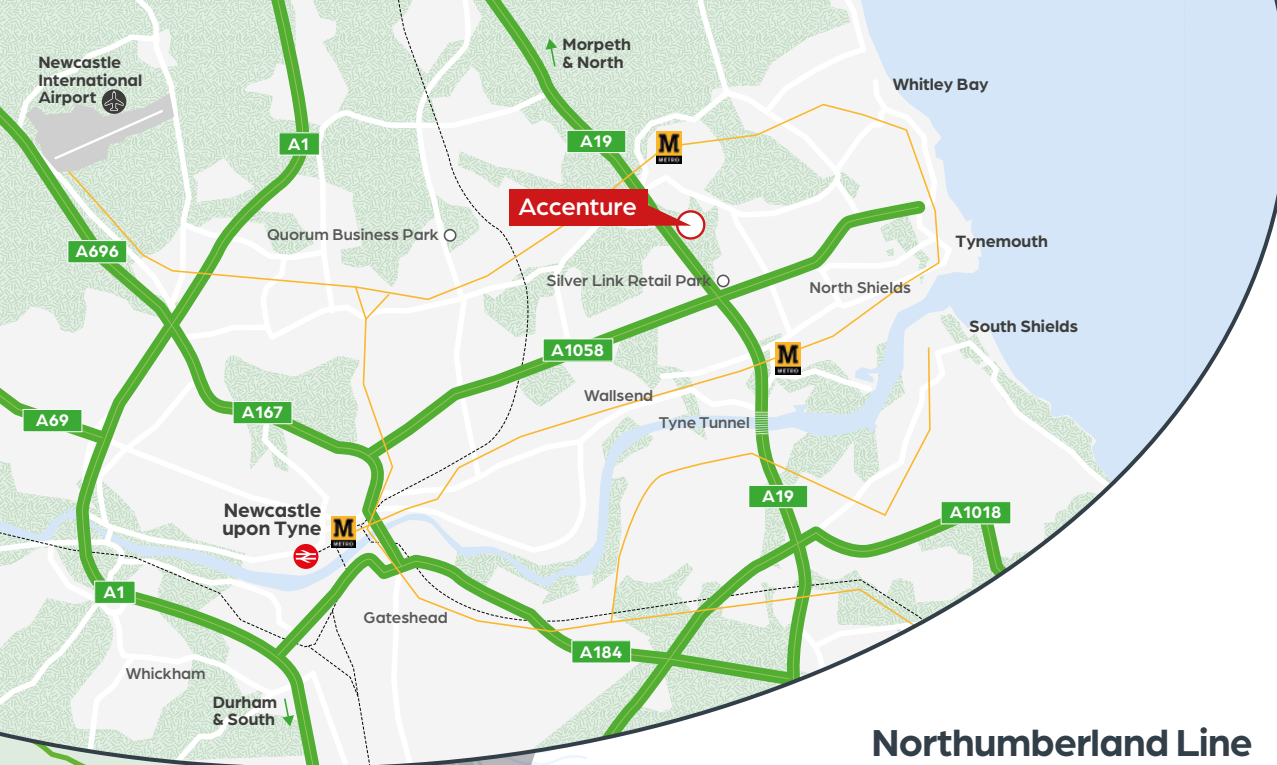 Morpeth
& North
Newcastle
International
Airport
Whitley Bay
A1
A19
M
METRO
Accenture
Quorum Business Park
A696
Tynemouth
Silver Link Retail Park
North Shields
South Shields
A1058
M
METRO
Wallsend
A69
A167
Tyne Tunnel
A19
Newcastle
upon Tyne
M
METRO
A1018
A1
Gateshead
A184
Whickham
Durham
& South
Northumberland Line